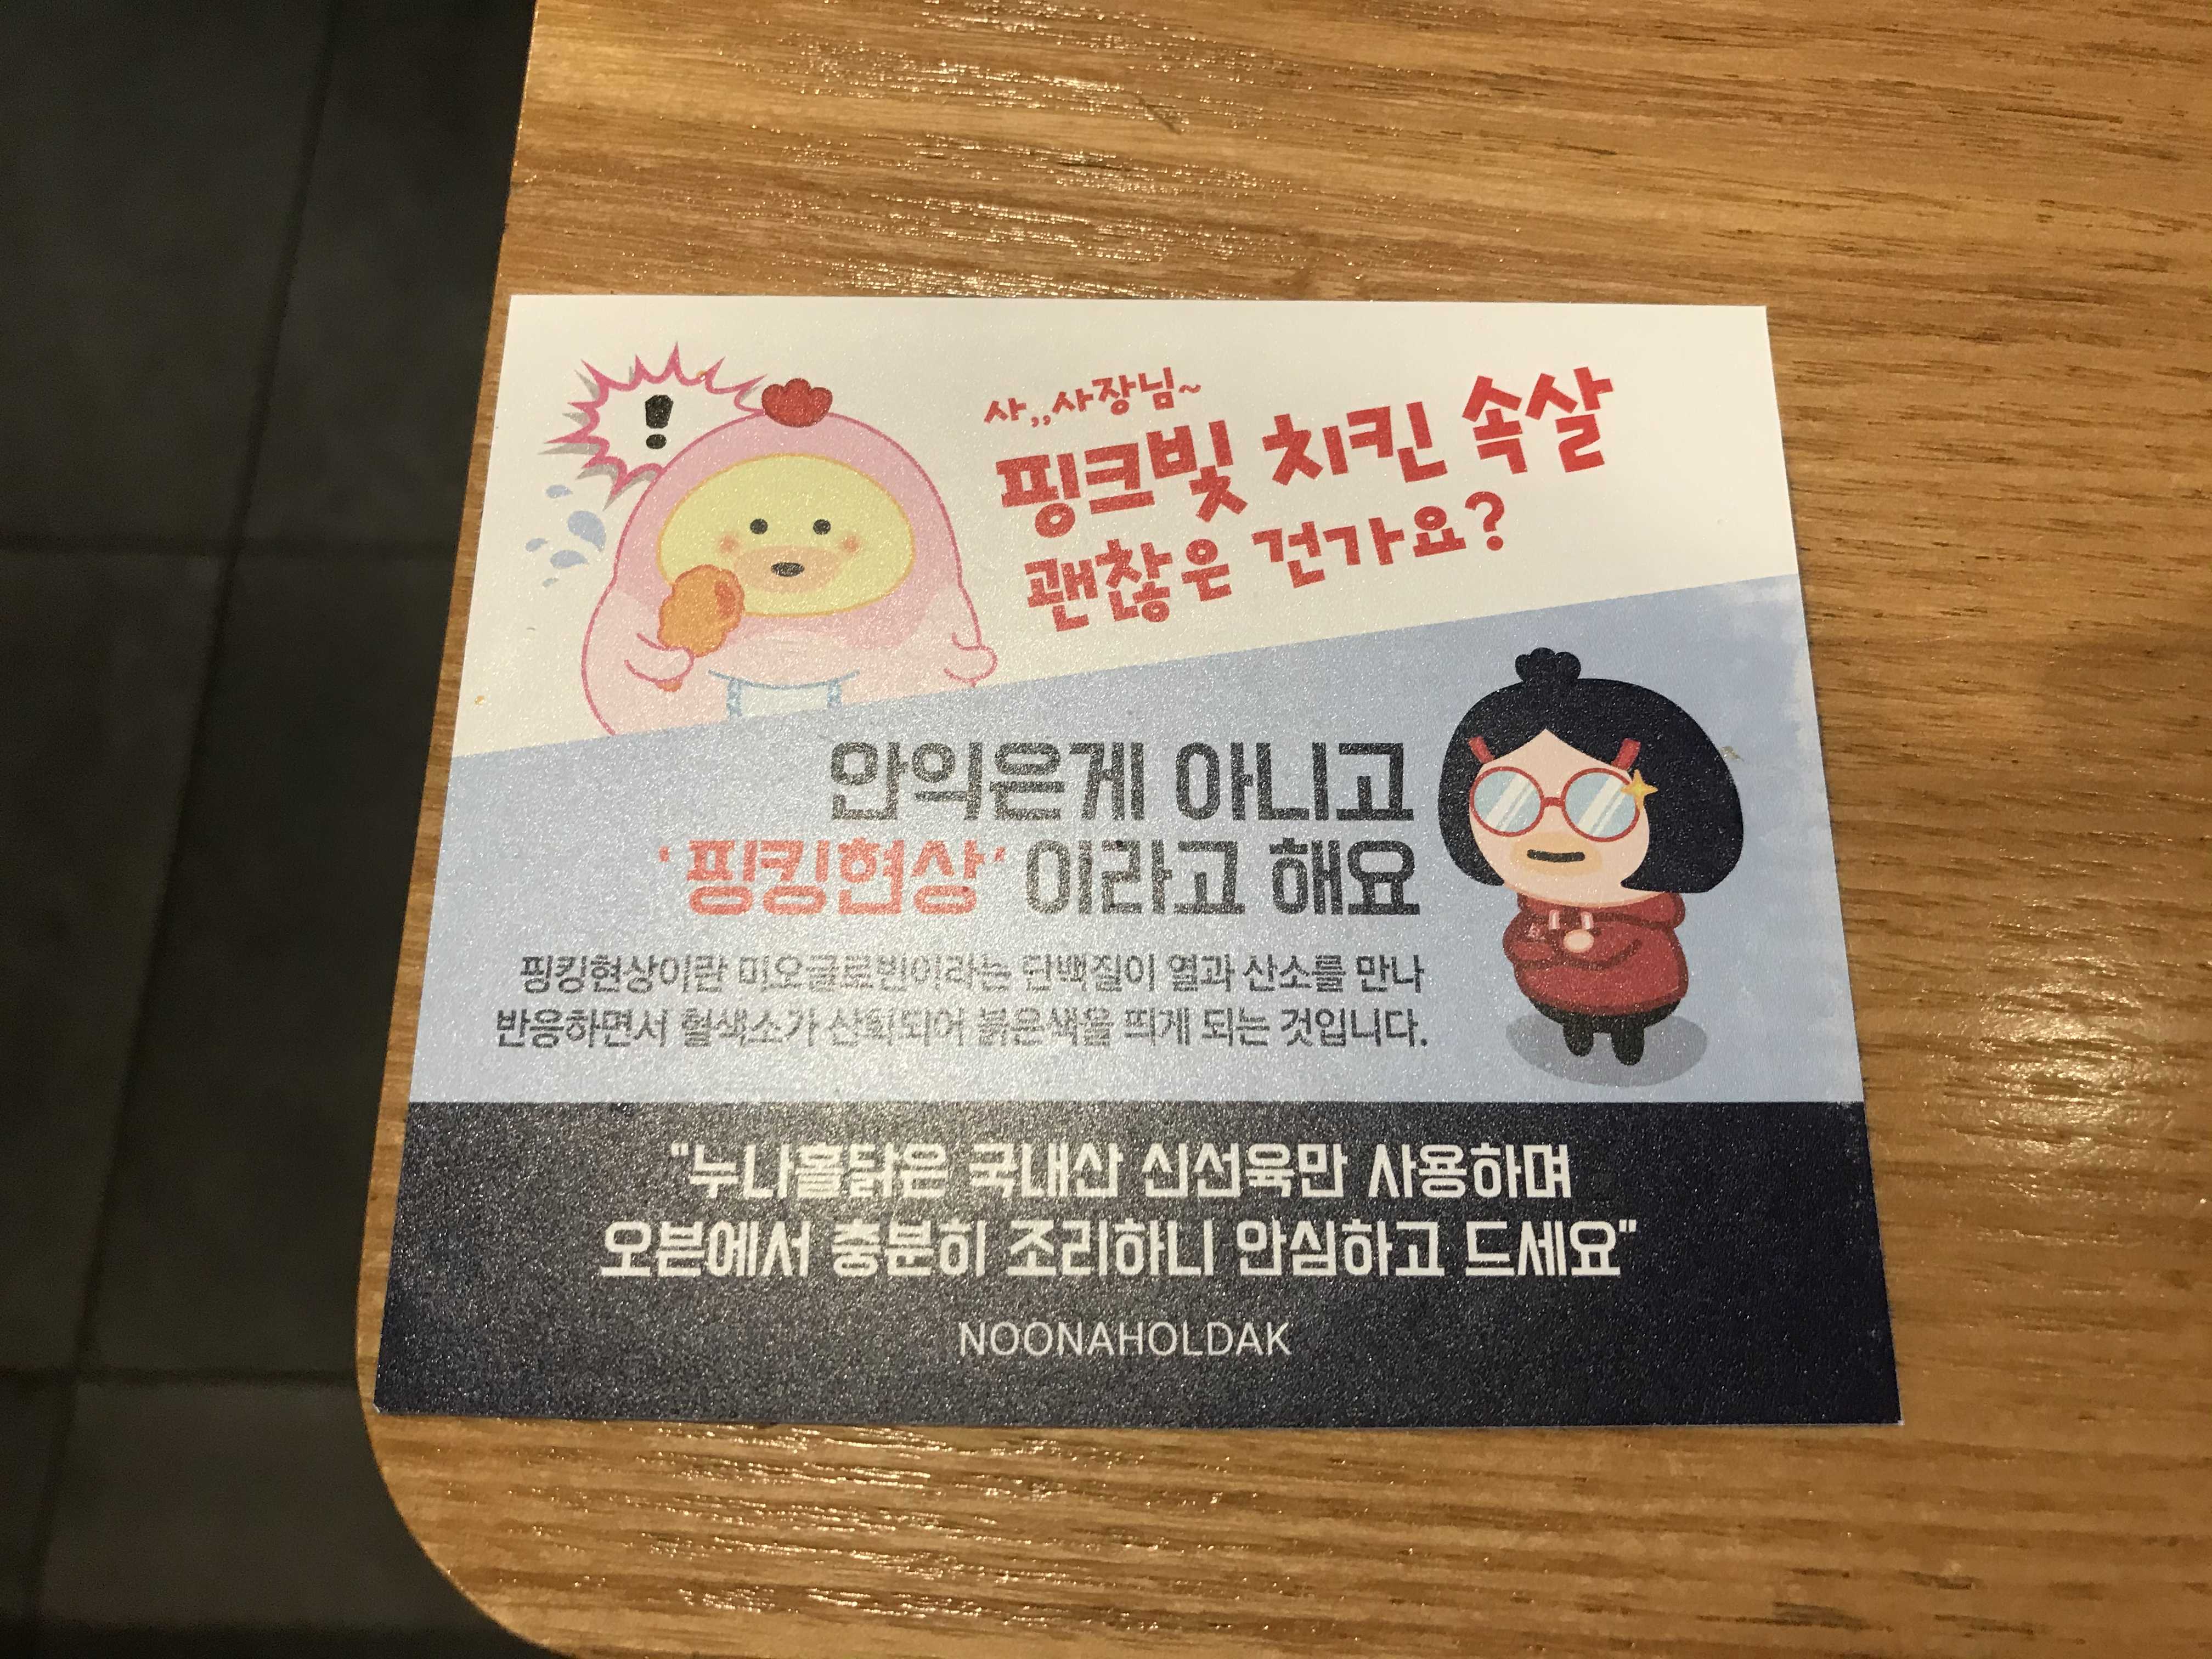 !
사,,사장님~
핑크빛 치킨 속살
괜찮은 건가요?
안익은게 아니고
'핑킹현상' 이라고 해요
핑킹현상이란 미오글로빈이라는 단백질이 열과 산소를 만나
반응하면서 혈색소가 산화되어 붉은색을 띄게 되는 것입니다.
"누나홀닭은 국내산 신선육만 사용하며
오븐에서 충분히 조리하니 안심하고 드세요"
NOONAHOLDAK